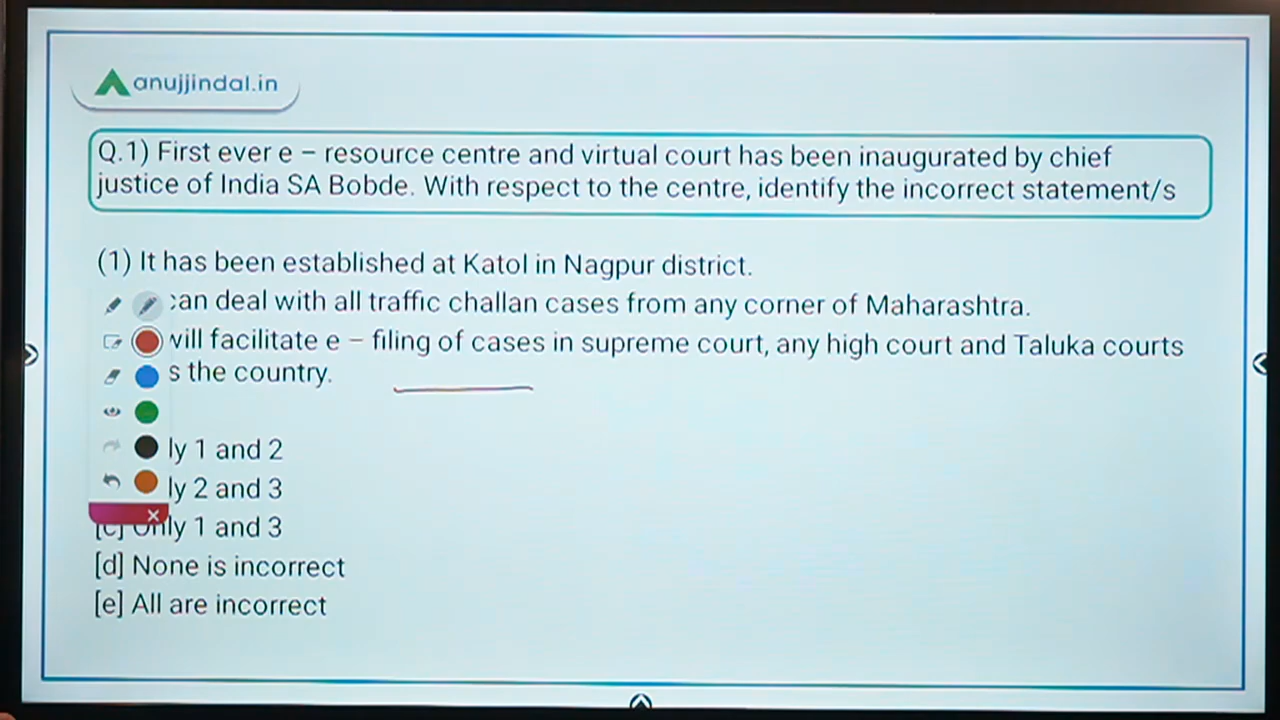 anujjindal.in
Q.1) First ever e – resource centre and virtual court has been inaugurated by chief
justice of India SA Bobde. With respect to the centre, identify the incorrect statement/s
(1) It has been established at Katol in Nagpur district.
can deal with all traffic challan cases from any corner of Maharashtra.
will facilitate e – filing of cases in supreme court, any high court and Taluka courts
s the country.
ly 1 and 2
ly 2 and 3
[c] Only 1 and 3
[d] None is incorrect
[e] All are incorrect